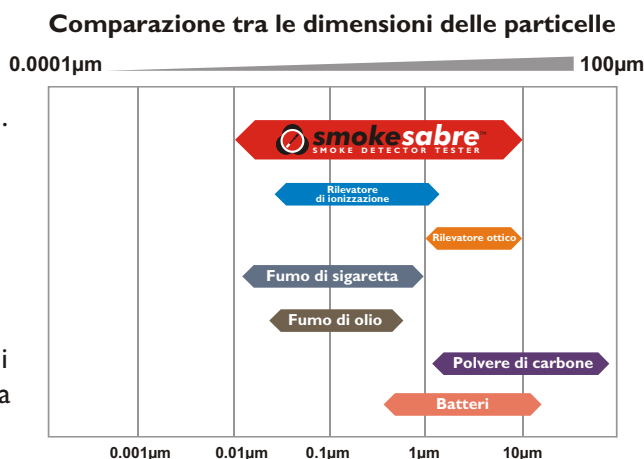 Comparazione tra le dimensioni delle particelle
0.0001µm
100µm
.
smokesabre™
SMOKE DETECTOR TESTER
Rilevatore
di ionizzazione
Rilevatore ottico
Fumo di sigaretta
Fumo di olio
i
Polvere di carbone
a
Batteri
0.001µm 0.01µm 0.1µm 1µm 10µm